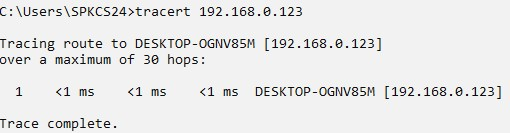 C:\Users\SPKCS24>tracert 192.168.0.123
Tracing route to DESKTOP-OGNV85M [192.168.0.123]
over a maximum of 30 hops:
1 <1 ms <1 ms <1 ms DESKTOP-OGNV85M [192.168.0.123]
Trace complete.